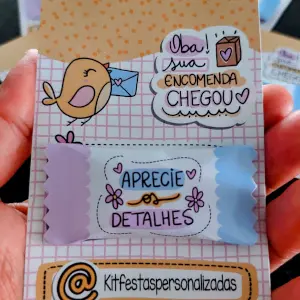 Oba!
sua
ENCOMENDA
CHEGOU
APRECIE
os
DETALHES
@Kitfestaspersonalizadas